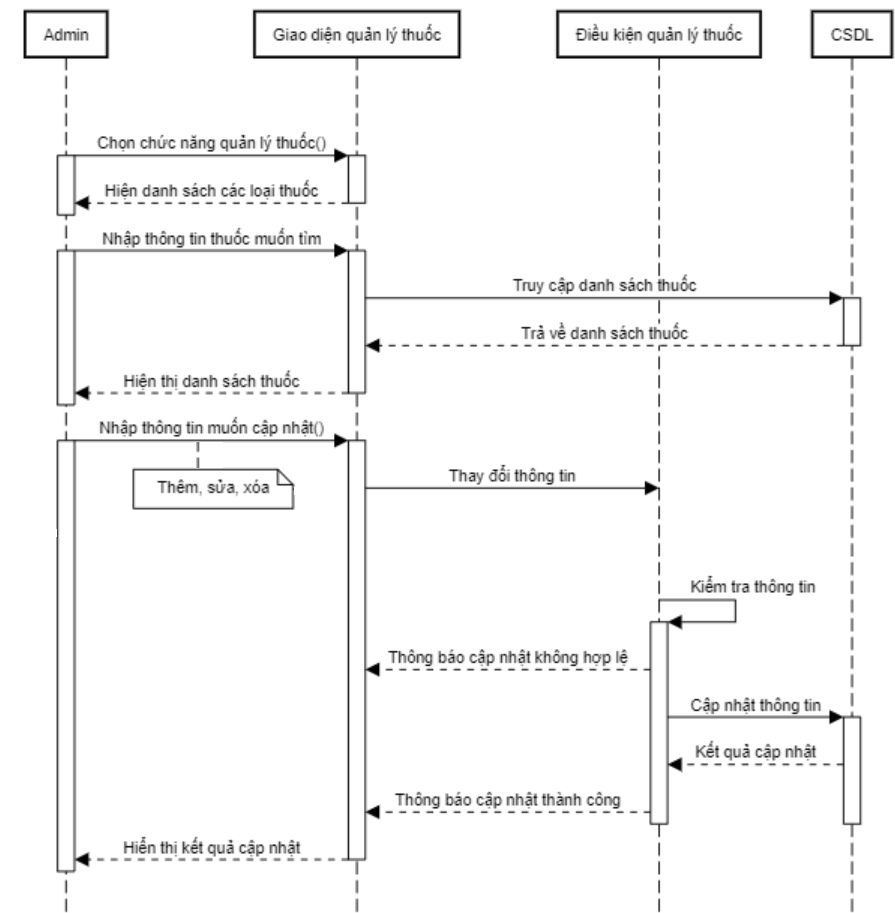 Admin
Giao diện quản lý thuốc
Điều kiện quản lý thuốc
CSDL
Chọn chức năng quản lý thuốc()
Hiện danh sách các loại thuốc
Nhập thông tin thuốc muốn tìm
Truy cập danh sách thuốc
Trả về danh sách thuốc
Hiện thị danh sách thuốc
Nhập thông tin muốn cập nhật()
Thêm, sửa, xóa
Thay đổi thông tin
Kiểm tra thông tin
Thông báo cập nhật không hợp lệ
Cập nhật thông tin
Kết quả cập nhật
Thông báo cập nhật thành công
Hiển thị kết quả cập nhật